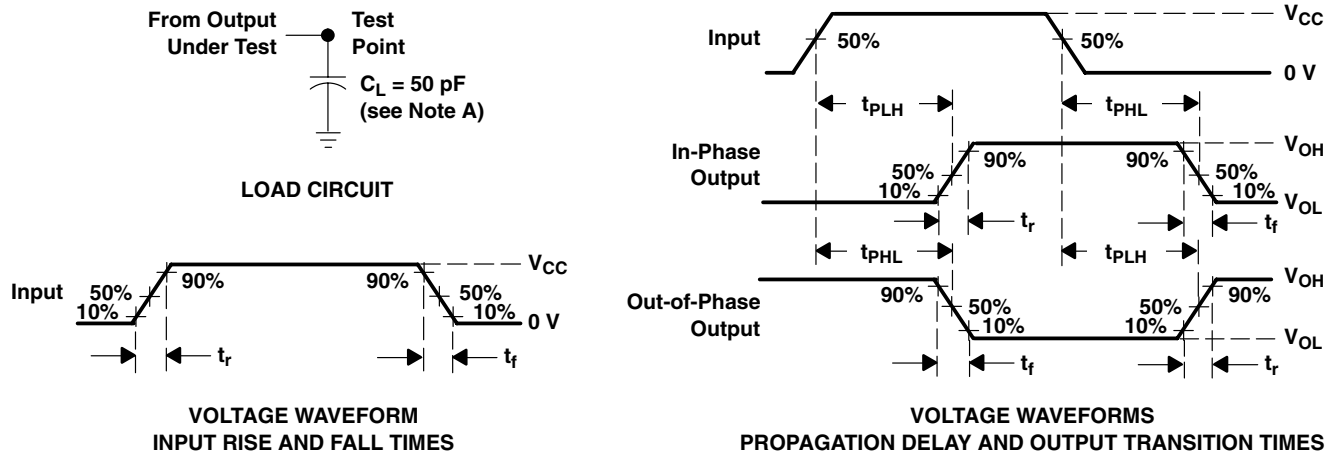 From Output
Under Test
Test
Point
C_L = 50 pF
(see Note A)
LOAD CIRCUIT
Input
50%
10%
90%
90%
50%
10%
V_CC
0 V
t_r
t_f
VOLTAGE WAVEFORM
INPUT RISE AND FALL TIMES
Input
50%
50%
V_CC
0 V
t_PLH
t_PHL
In-Phase
Output
50%
10%
90%
90%
50%
10%
V_OH
V_OL
t_r
t_f
t_PHL
t_PLH
Out-of-Phase
Output
90%
50%
10%
50%
10%
90%
V_OH
V_OL
t_f
t_r
VOLTAGE WAVEFORMS
PROPAGATION DELAY AND OUTPUT TRANSITION TIMES